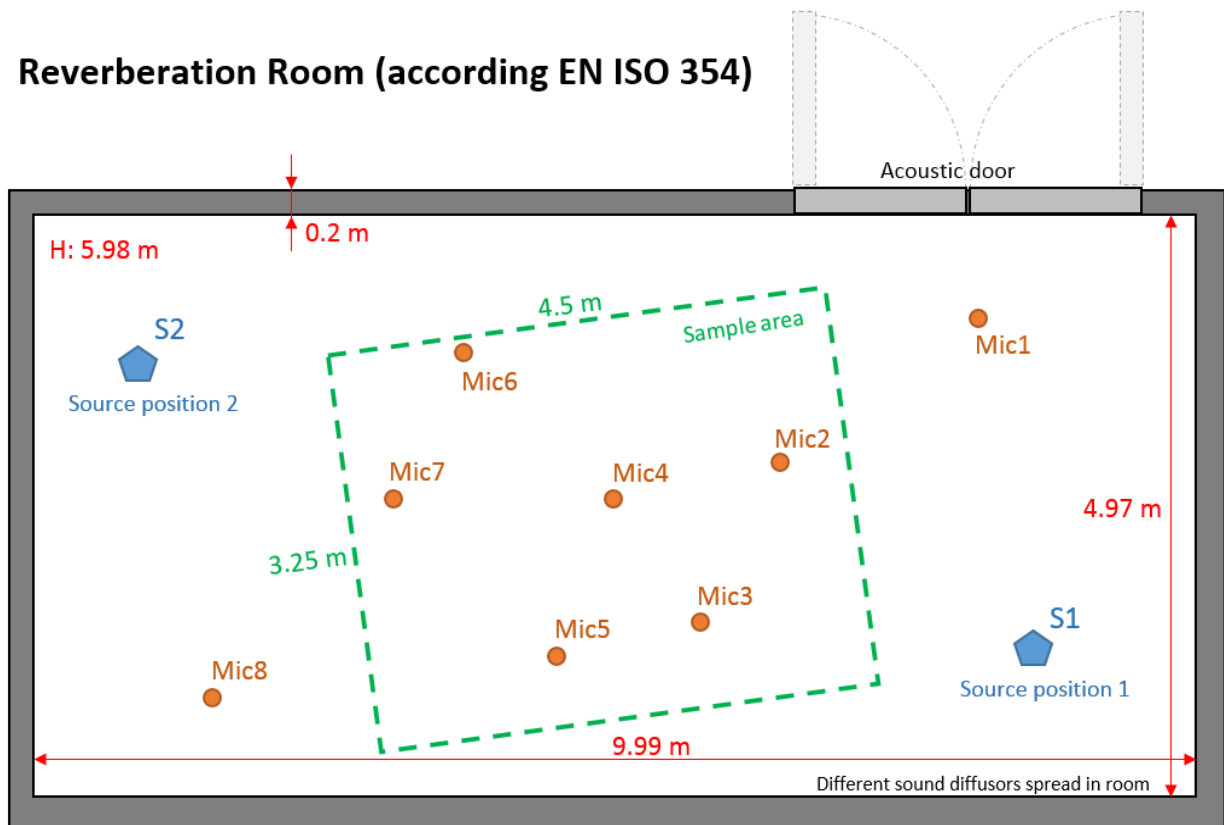 Reverberation Room (according EN ISO 354)
Acoustic door
0.2 m
H: 5.98 m
4.5 m
Sample area
S2
Source position 2
Mic1
Mic6
Mic2
Mic7
Mic4
4.97 m
3.25 m
Mic3
Mic5
S1
Mic8
Source position 1
9.99 m
Different sound diffusors spread in room